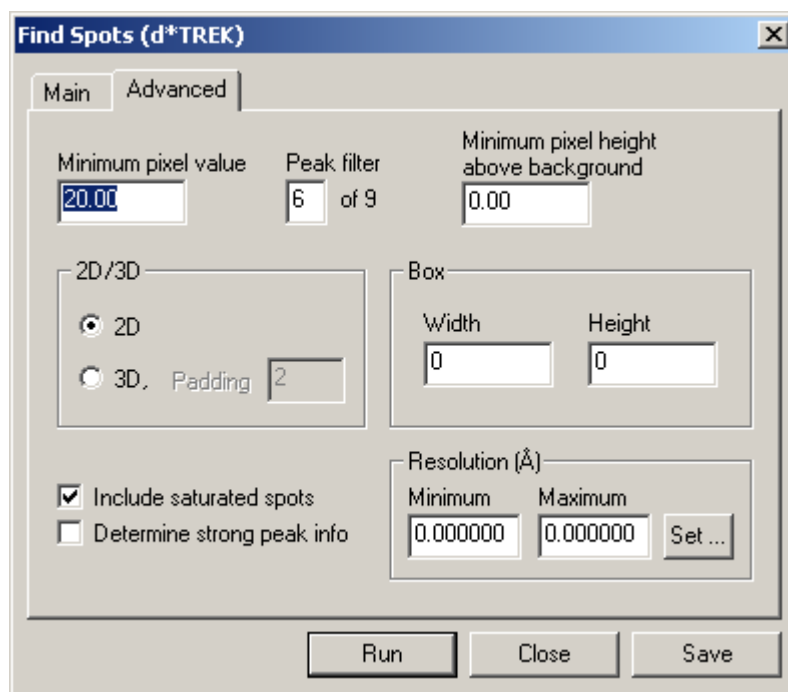 Find Spots (d*TREK)
Main Advanced
Minimum pixel value
20.00
Peak filter
6 of 9
Minimum pixel height
above background
0.00
2D/3D
2D
3D, Padding 2
Box
Width Height
0 0
Include saturated spots
Determine strong peak info
Resolution (Å)
Minimum Maximum
0.000000 0.000000 Set ...
Run Close Save